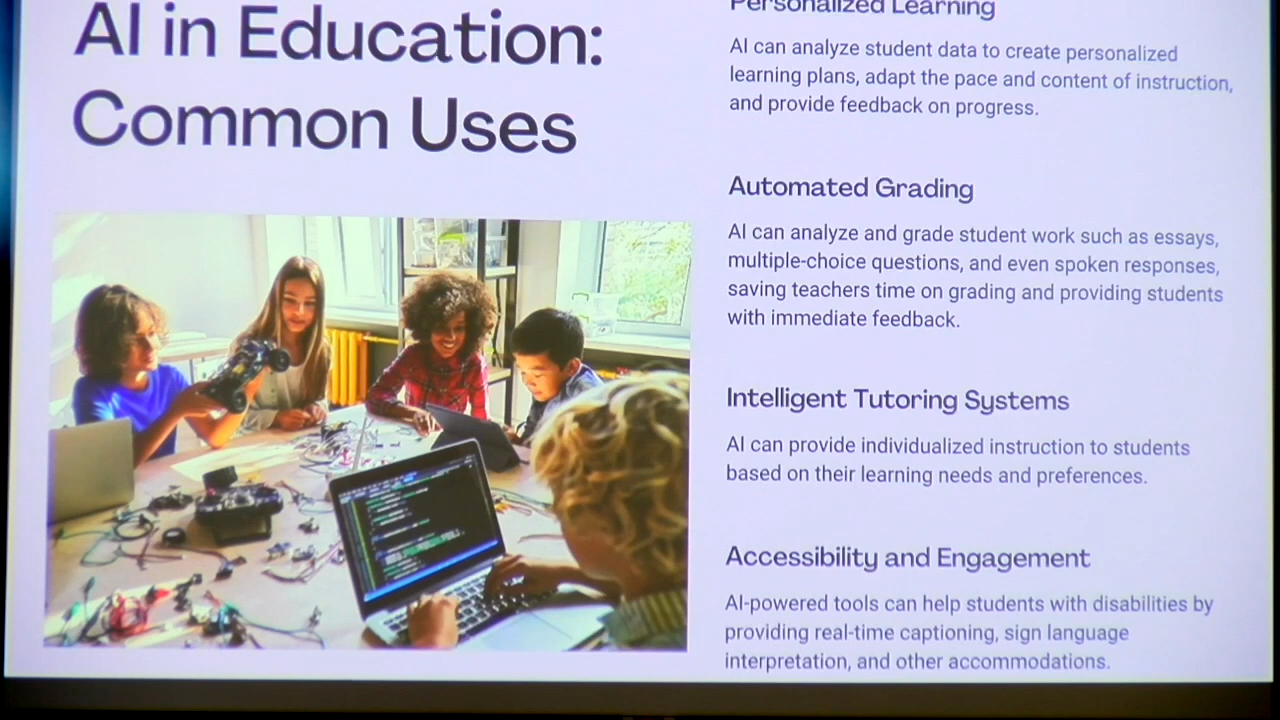 AI in Education:
Common Uses
Personalized Learning
AI can analyze student data to create personalized
learning plans, adapt the pace and content of instruction,
and provide feedback on progress.
Automated Grading
AI can analyze and grade student work such as essays,
multiple-choice questions, and even spoken responses,
saving teachers time on grading and providing students
with immediate feedback.
Intelligent Tutoring Systems
AI can provide individualized instruction to students
based on their learning needs and preferences.
Accessibility and Engagement
AI-powered tools can help students with disabilities by
providing real-time captioning, sign language
interpretation, and other accommodations.